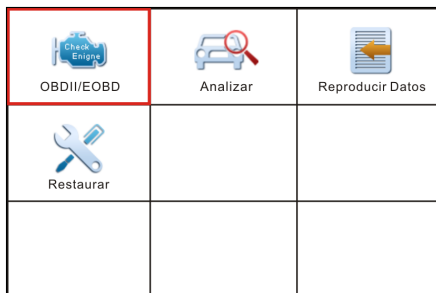 Check
Enigne
OBDII/EOBD
Analizar
Reproducir Datos
Restaurar